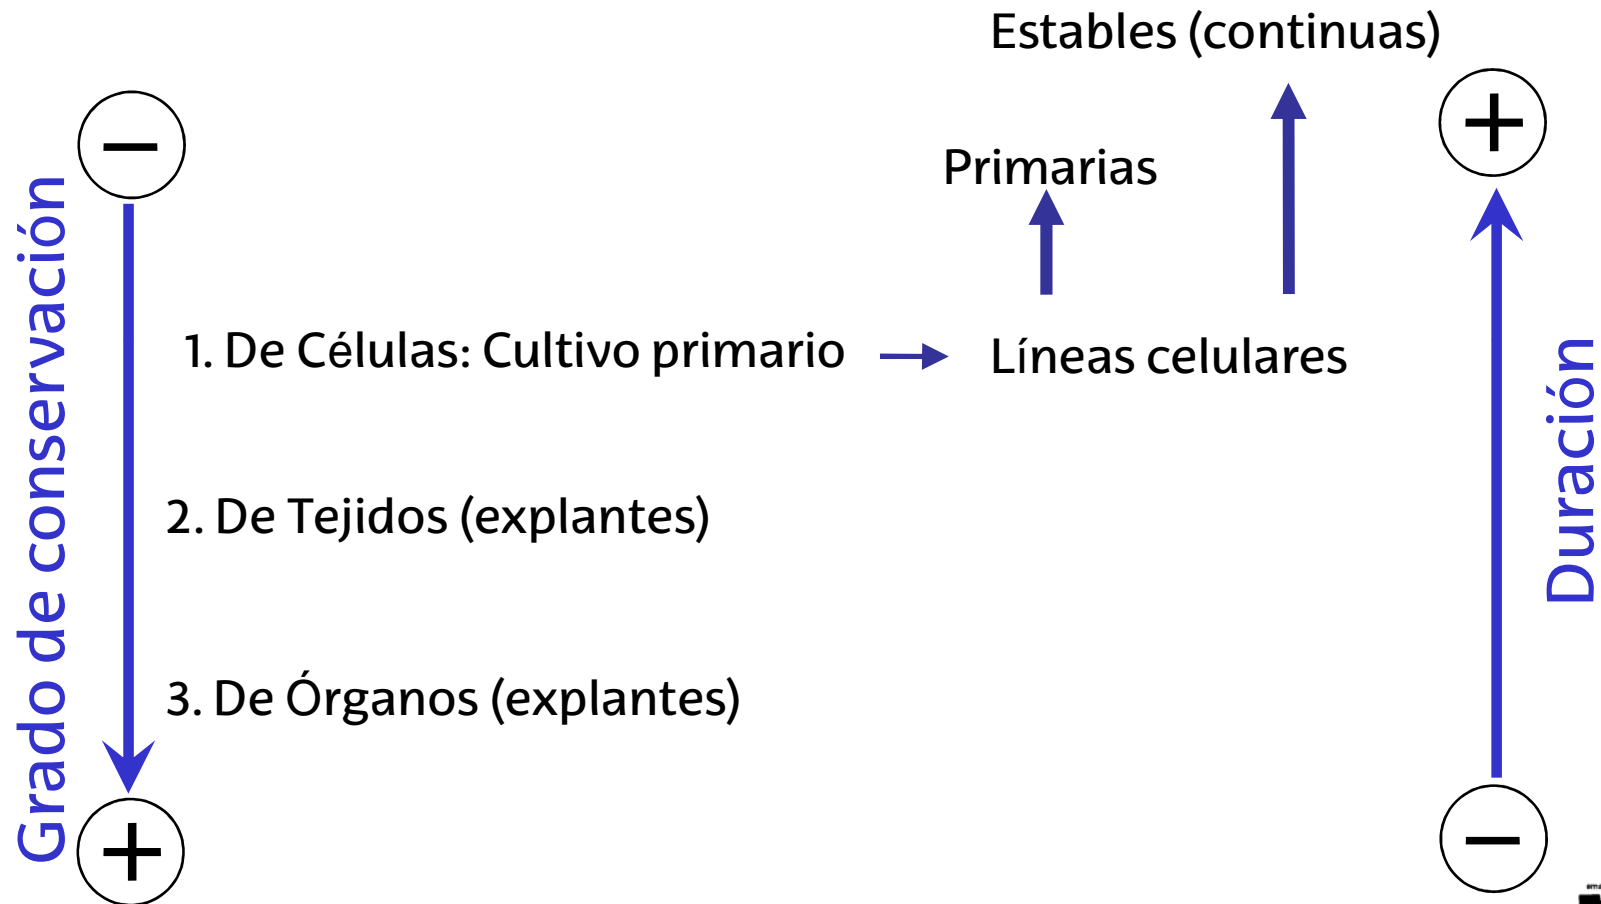 Estables (continuas)
Primarias
1. De Células: Cultivo primario
Líneas celulares
2. De Tejidos (explantes)
3. De Órganos (explantes)
Grado de conservación
Duración
−
+
+
−